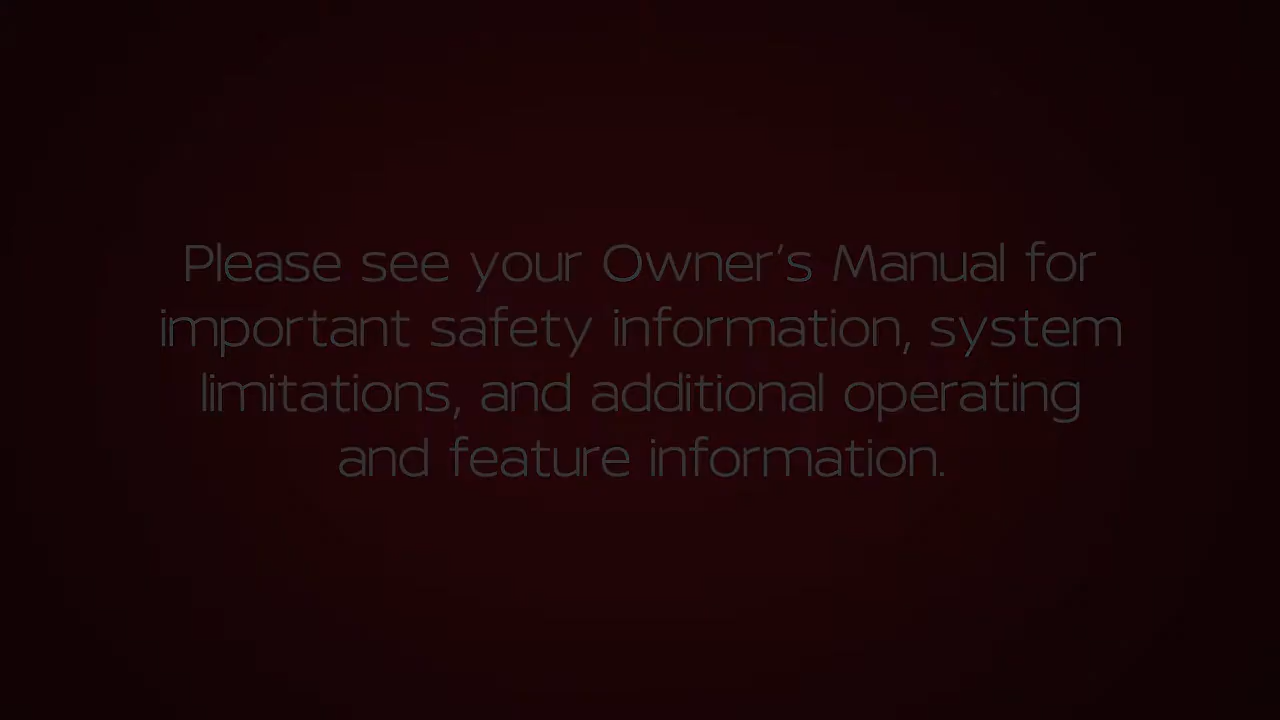 Please see your Owner’s Manual for
important safety information, system
limitations, and additional operating
and feature information.